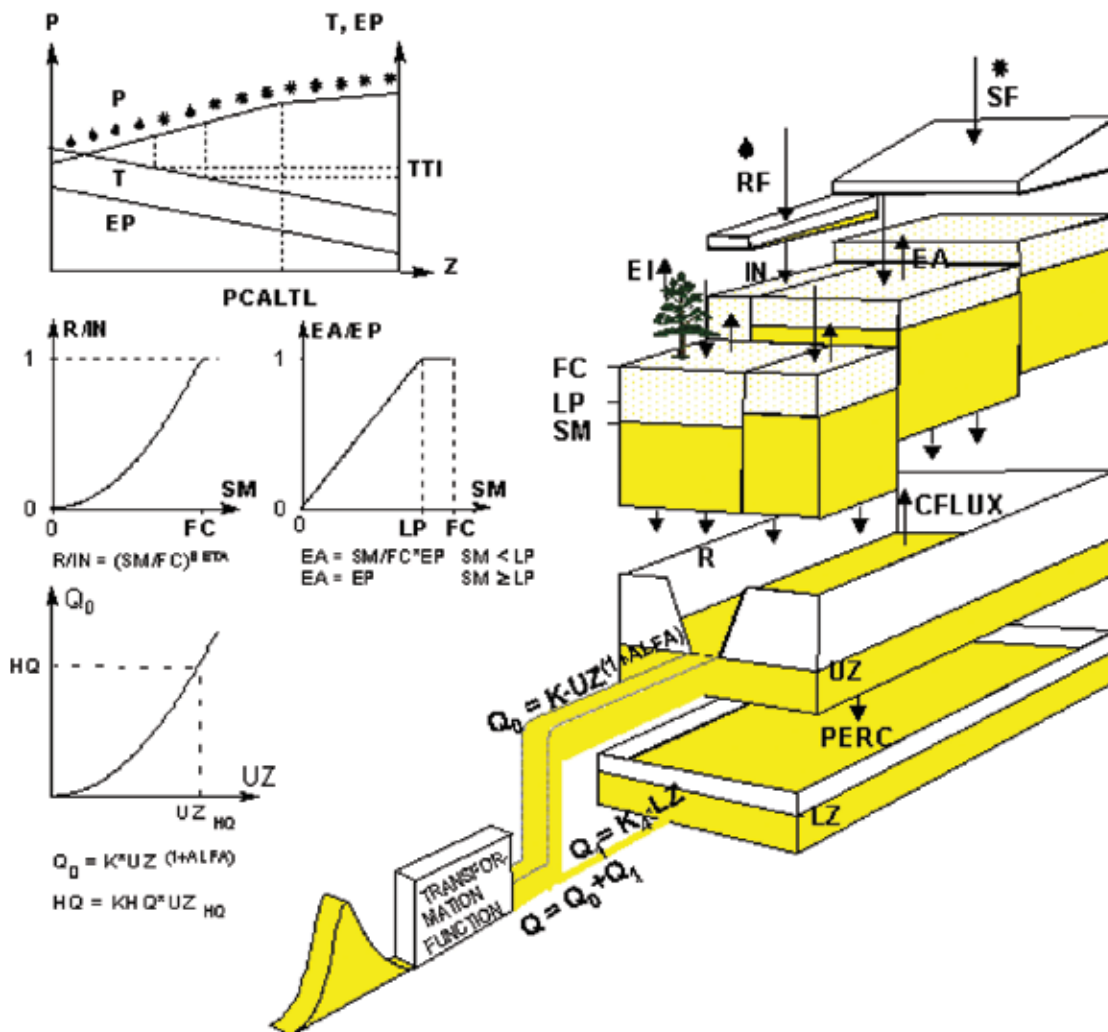 P
T, EP
P
T
EP
TTI
Z
PCALTL
R/IN
1
0
0
FC
SM
R/IN = (SM/FC)^BETA
EA/EP
1
0
0
LP
FC
SM
EA = SM/FC*EP SM < LP
EA = EP SM ≥ LP
Q0
HQ
UZ
UZ HQ
Q0 = K*UZ (1+ALFA)
HQ = KHQ*UZ HQ
SF
RF
EI
IN
EA
FC
LP
SM
CFLUX
R
UZ
PERC
LZ
Q0 = K·UZ(1+ALFA)
Q1 = K4·LZ
Q = Q0+Q1
TRANSFOR-
MATION
FUNCTION